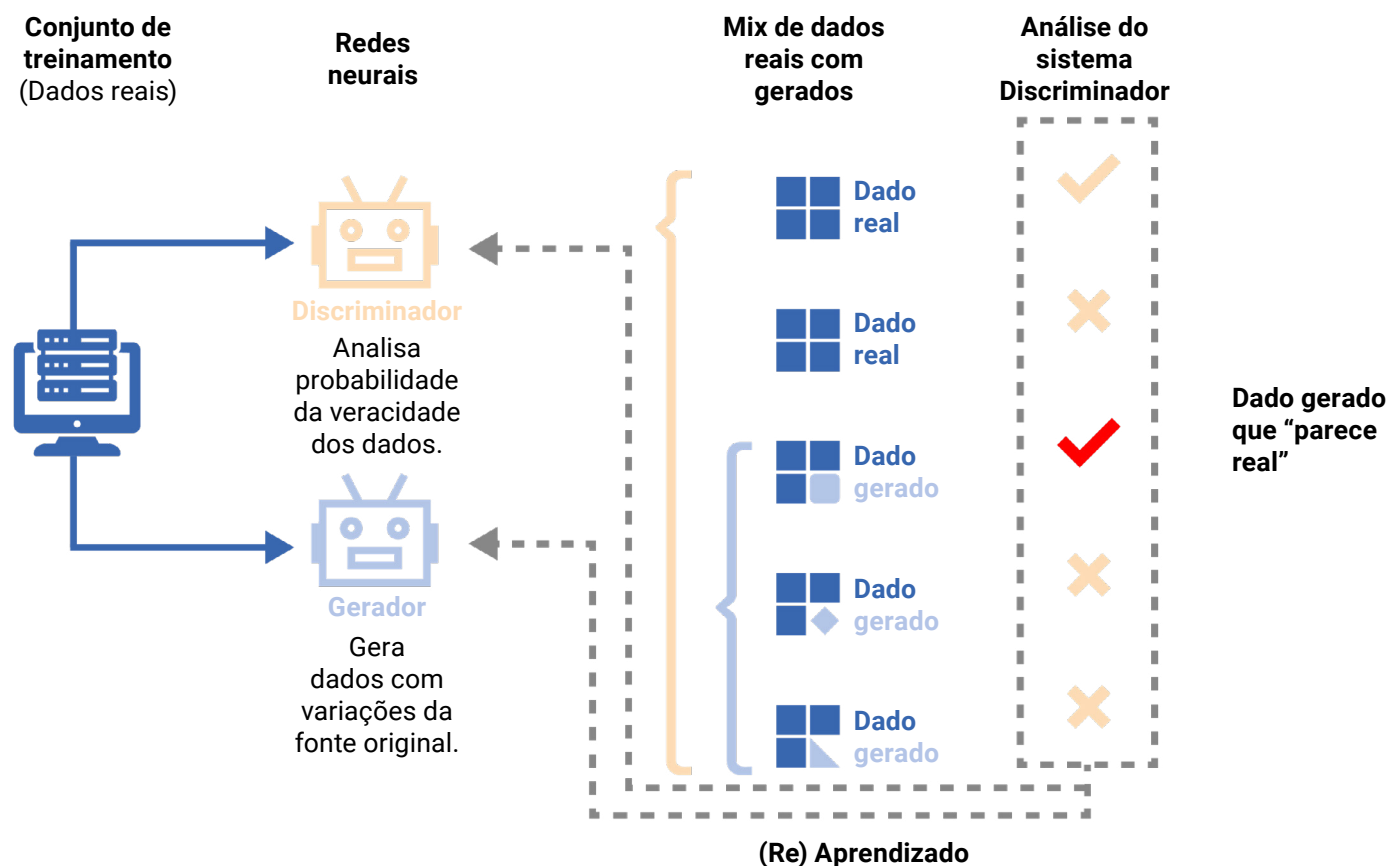 Conjunto de
treinamento
(Dados reais)
Redes
neurais
Mix de dados
reais com
gerados
Análise do
sistema
Discriminador
Discriminador
Analisa
probabilidade
da veracidade
dos dados.
Gerador
Gera
dados com
variações da
fonte original.
Dado
real
Dado
real
Dado
gerado
Dado
gerado
Dado
gerado
Dado gerado
que “parece
real”
(Re) Aprendizado